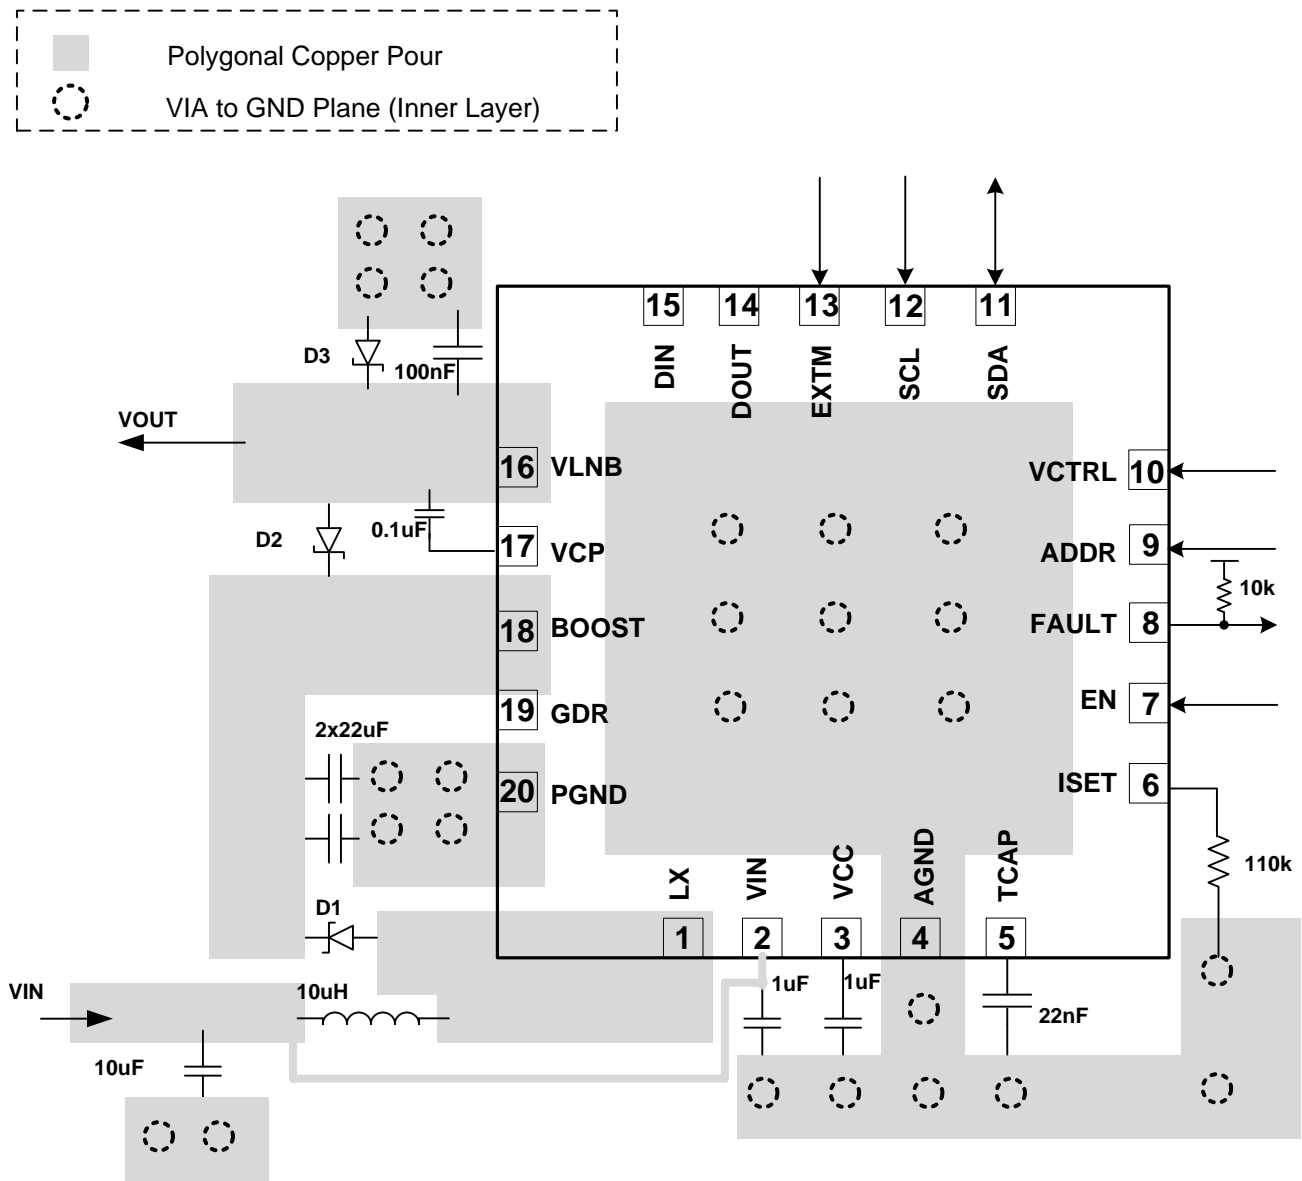 Polygonal Copper Pour
VIA to GND Plane (Inner Layer)
15
14
13
12
11
DIN
DOUT
EXTM
SCL
SDA
D3
100nF
VOUT
16 VLNB
VCTRL 10
D2
0.1uF
17 VCP
ADDR 9
10k
18 BOOST
FAULT 8
19 GDR
EN 7
2x22uF
20 PGND
ISET 6
110k
LX
VIN
VCC
AGND
TCAP
D1
1
2
3
4
5
VIN
10uH
1uF
1uF
22nF
10uF